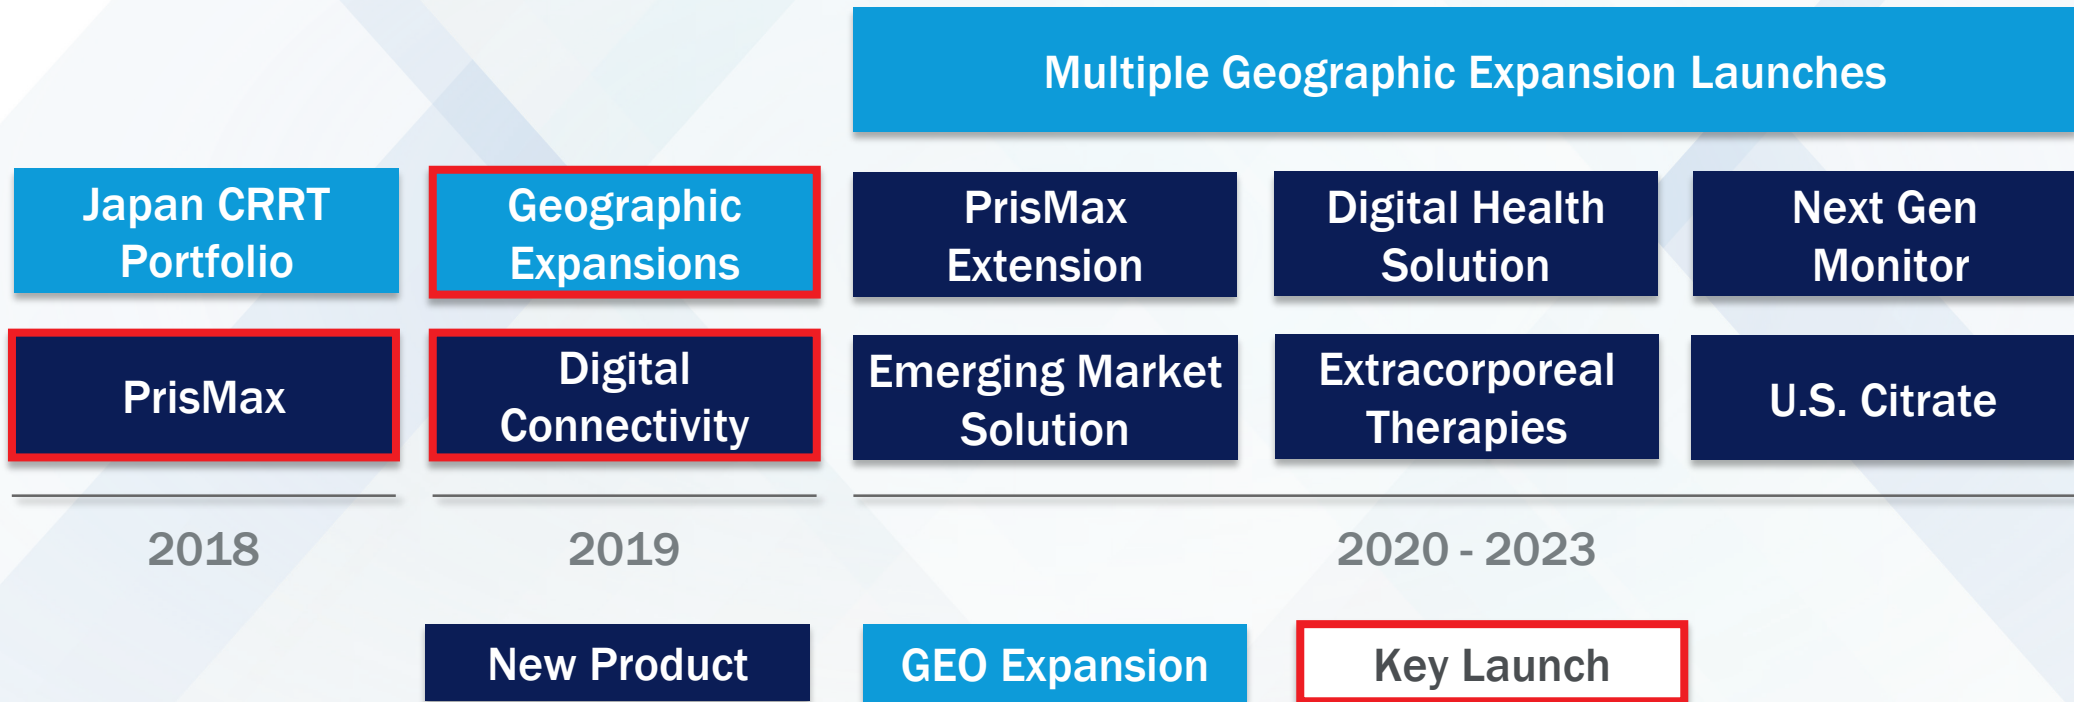 Multiple Geographic Expansion Launches
Japan CRRT
Portfolio
Geographic
Expansions
PrisMax
Extension
Digital Health
Solution
Next Gen
Monitor
PrisMax
Digital
Connectivity
Emerging Market
Solution
Extracorporeal
Therapies
U.S. Citrate
2018
2019
2020 - 2023
New Product
GEO Expansion
Key Launch